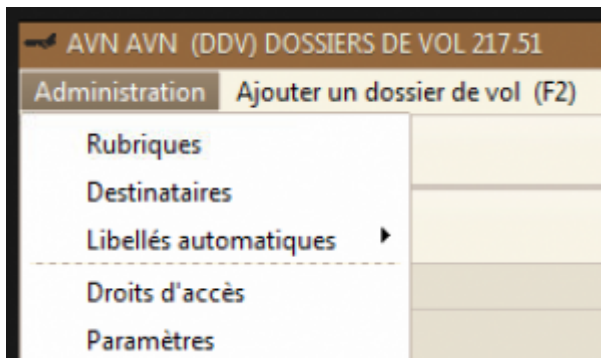 AVN AVN (DDV) DOSSIERS DE VOL 217.51
Administration Ajouter un dossier de vol (F2)
Rubriques
Destinataires
Libellés automatiques
Droits d'accès
Paramètres